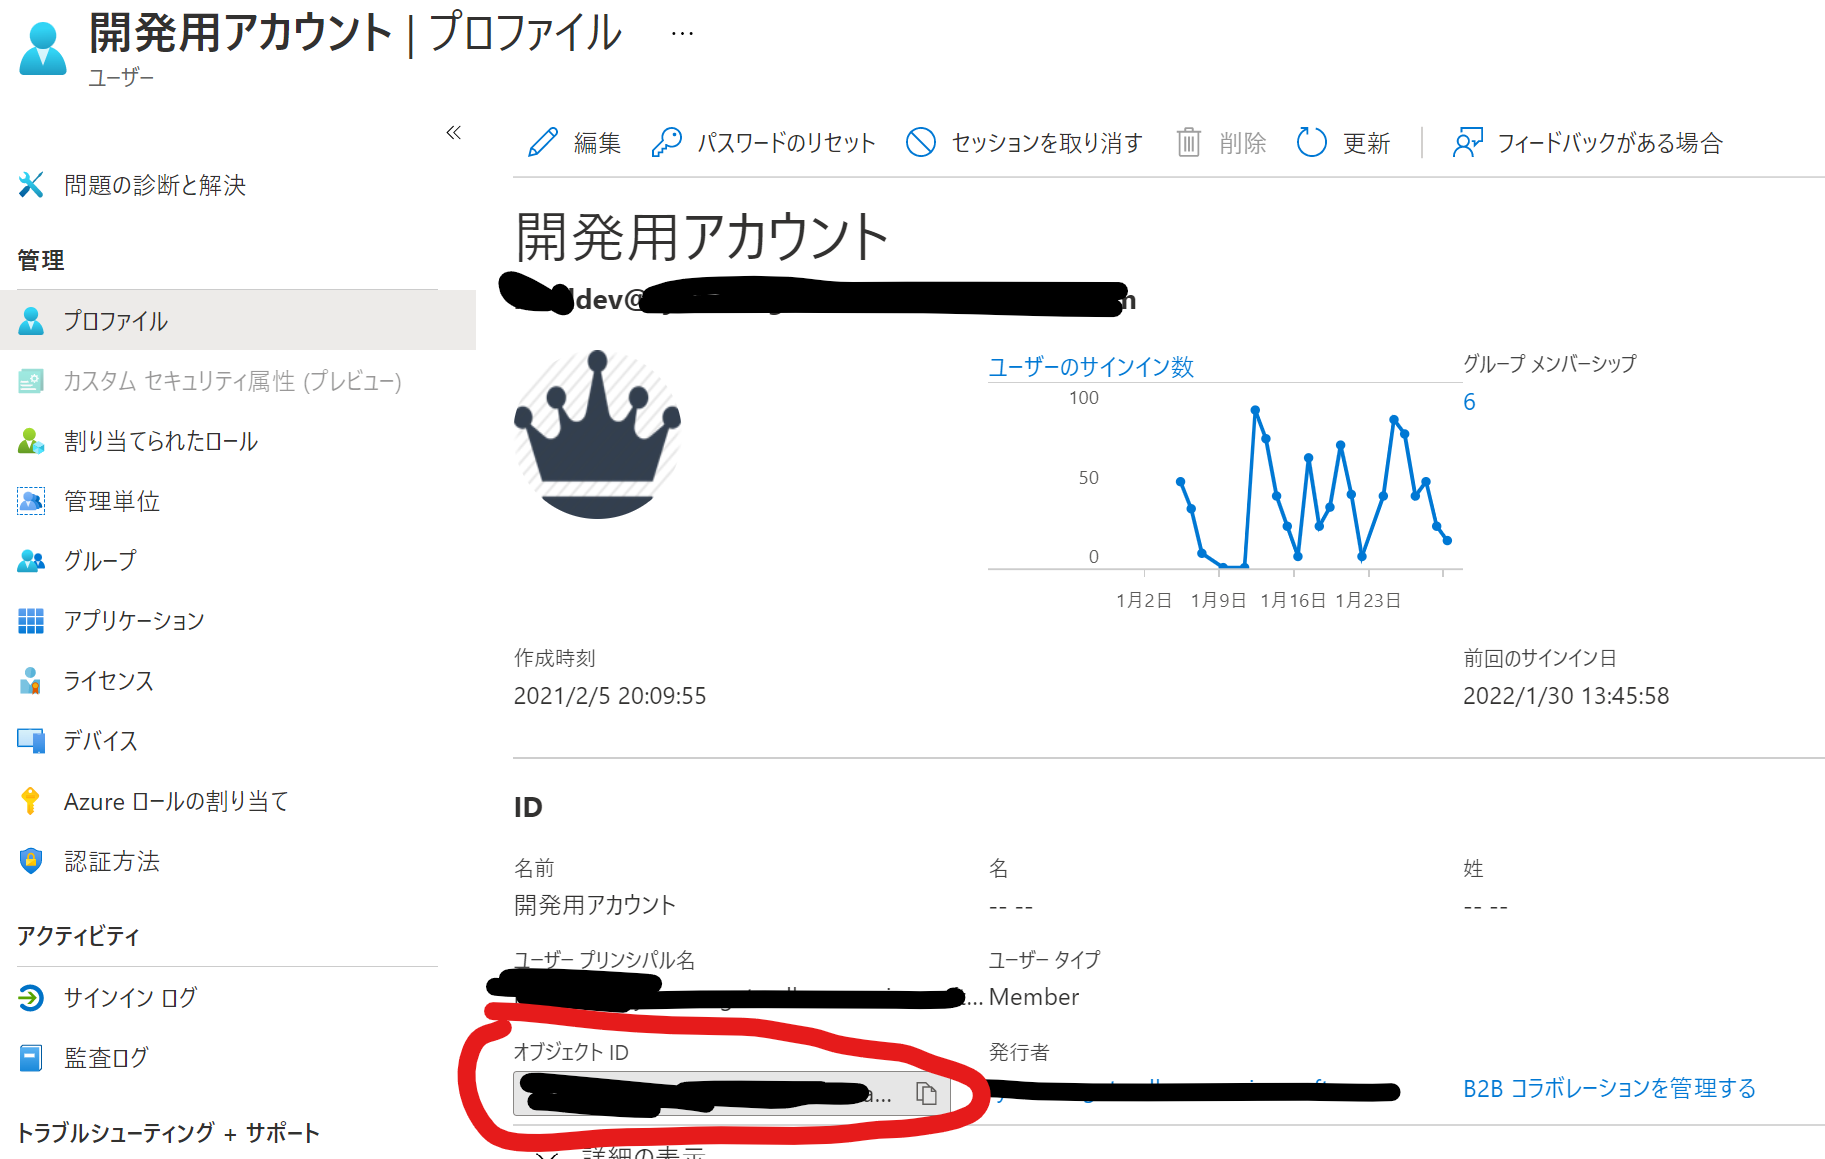 開発用アカウント | プロファイル …
ユーザー
«
問題の診断と解決
管理
プロファイル
カスタム セキュリティ属性 (プレビュー)
割り当てられたロール
管理単位
グループ
アプリケーション
ライセンス
デバイス
Azure ロールの割り当て
認証方法
アクティビティ
サインイン ログ
監査ログ
トラブルシューティング + サポート
編集 パスワードのリセット セッションを取り消す 削除 更新 フィードバックがある場合
開発用アカウント
dev@
ユーザーのサインイン数
100
50
0
1月2日 1月9日 1月16日 1月23日
グループ メンバーシップ
6
作成時刻
2021/2/5 20:09:55
前回のサインイン日
2022/1/30 13:45:58
ID
名前 名 姓
開発用アカウント -- -- -- --
ユーザー プリンシパル名 ユーザー タイプ
... Member
オブジェクト ID 発行者
a...
B2B コラボレーションを管理する
詳細の表示